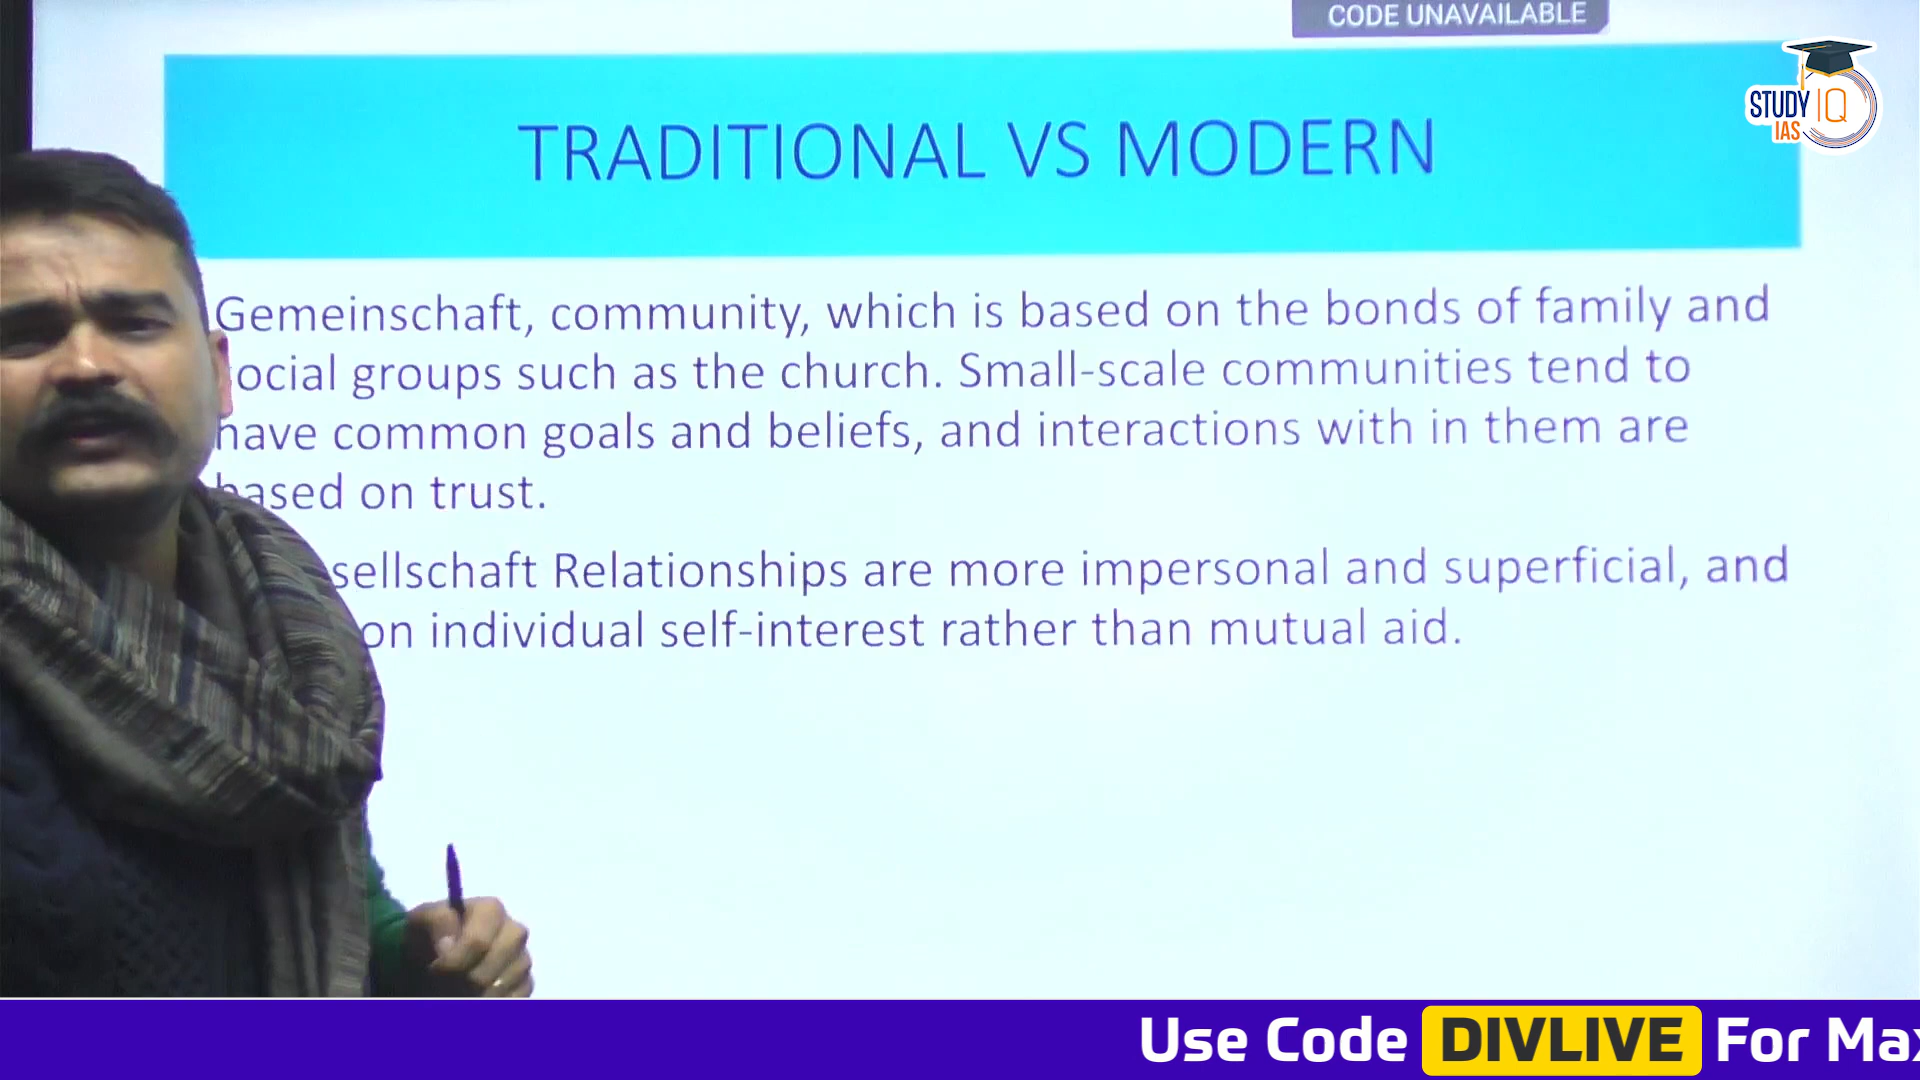 CODE UNAVAILABLE
STUDY IQ
IAS
TRADITIONAL VS MODERN
Gemeinschaft, community, which is based on the bonds of family and
ocial groups such as the church. Small-scale communities tend to
have common goals and beliefs, and interactions with in them are
based on trust.
sellschaft Relationships are more impersonal and superficial, and
on individual self-interest rather than mutual aid.
Use Code DIVLIVE For Max